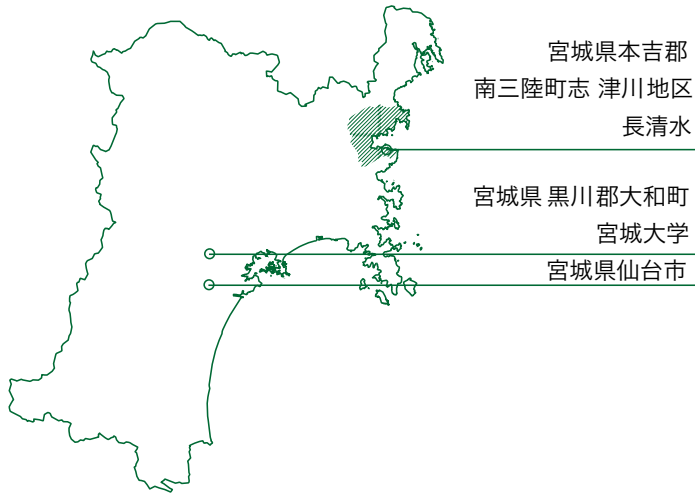 宮城県本吉郡
南三陸町志 津川地区
長清水
宮城県 黒川郡大和町
宮城大学
宮城県仙台市